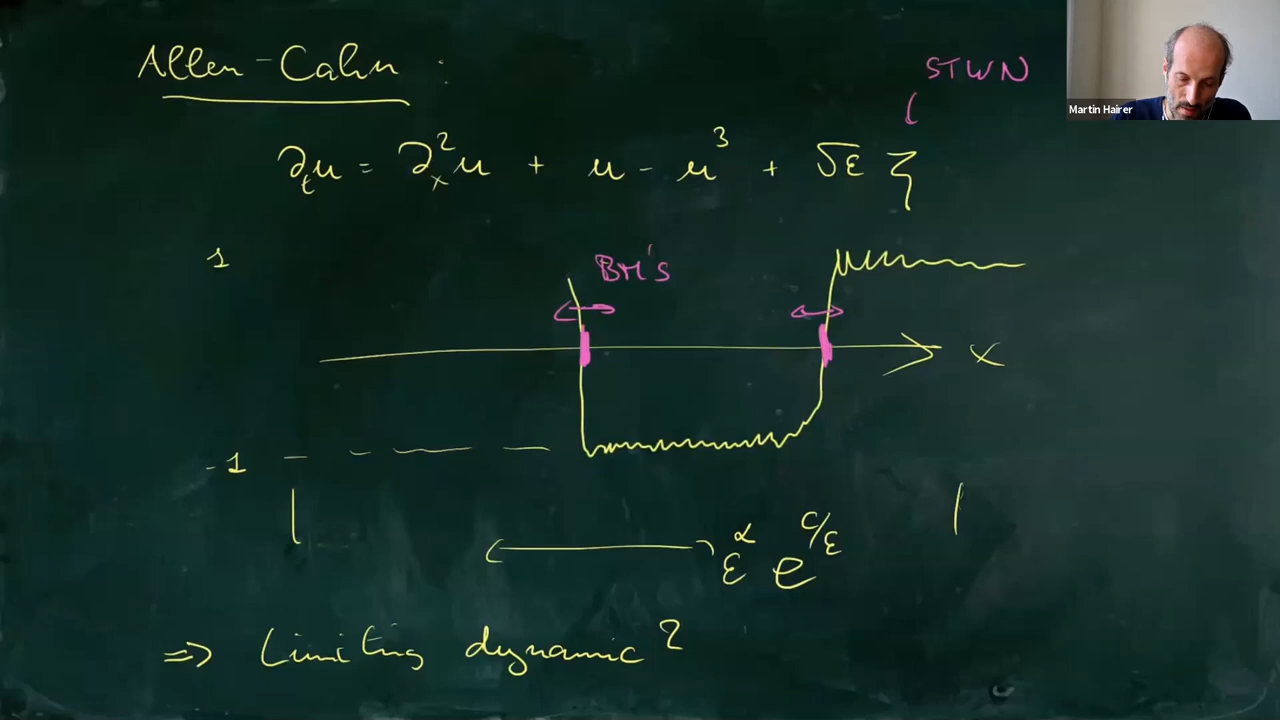 Allen-Cahn :
STWN
Martin Hairer
∂ₜu = ∂ₓ²u + u - u³ + √ε ξ
1
BM's
x
-1
ε^α e^{c/ε}
⇒ Limiting dynamic ?